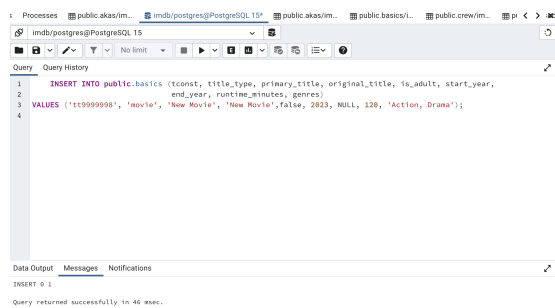 Processes public.akas/im... imdb/postgres@PostgreSQL 15* public.akas/im... public.basics/i... public.crew/im...
imdb/postgres@PostgreSQL 15
No limit
Query Query History
1 INSERT INTO public.basics (tconst, title_type, primary_title, original_title, is_adult, start_year,
2 end_year, runtime_minutes, genres)
3 VALUES ('tt9999998', 'movie', 'New Movie', 'New Movie',false, 2023, NULL, 120, 'Action, Drama');
4
Data Output Messages Notifications
INSERT 0 1
Query returned successfully in 46 msec.